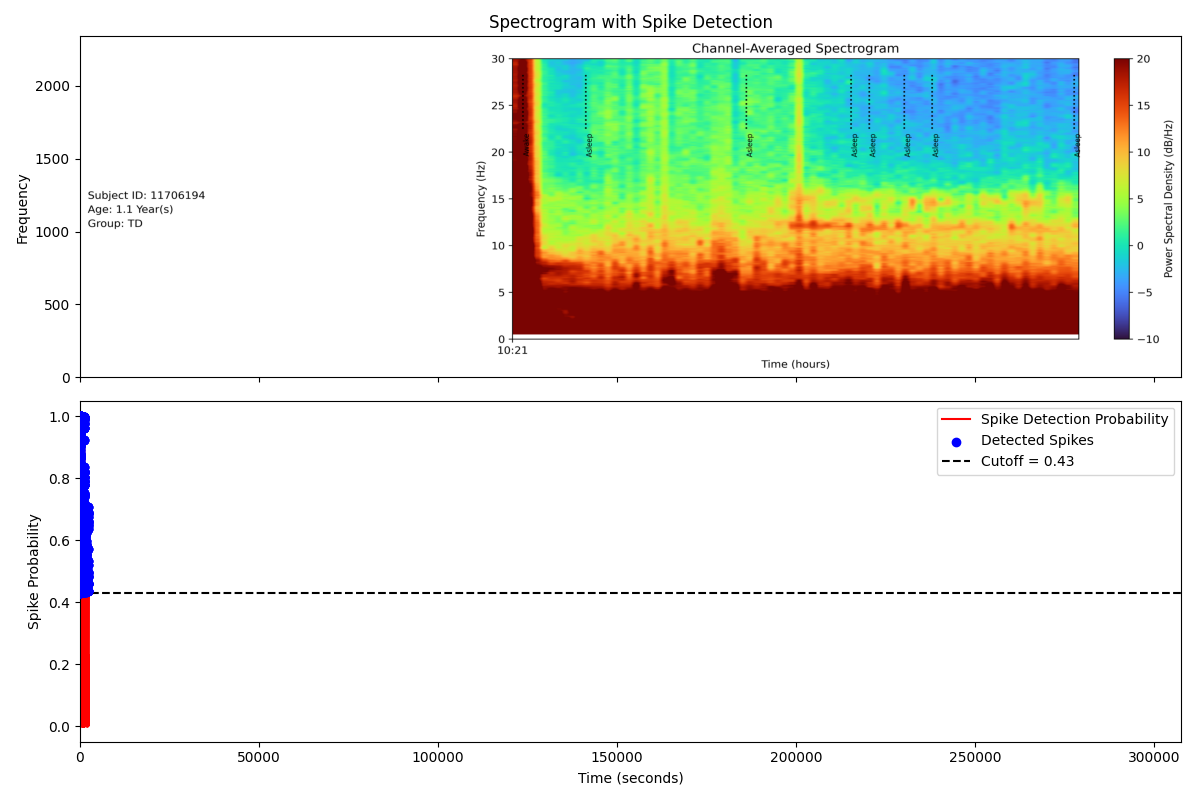 Spectrogram with Spike Detection
Channel-Averaged Spectrogram
Frequency
2000
1500
1000
500
0
Subject ID: 11706194
Age: 1.1 Year(s)
Group: TD
Frequency (Hz)
30
25
20
15
10
5
0
Asleep
Asleep
Asleep
Asleep
Asleep
Asleep
Asleep
10:21
Time (hours)
20
15
10
5
0
−5
−10
Power Spectral Density (dB/Hz)
Spike Probability
1.0
0.8
0.6
0.4
0.2
0.0
Spike Detection Probability
Detected Spikes
Cutoff = 0.43
0
50000
100000
150000
200000
250000
300000
Time (seconds)